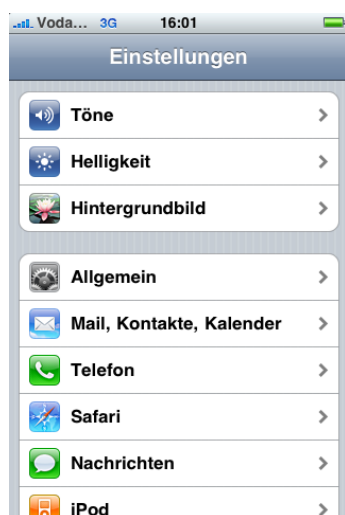 Voda... 3G 16:01
Einstellungen
Töne
Helligkeit
Hintergrundbild
Allgemein
Mail, Kontakte, Kalender
Telefon
Safari
Nachrichten
iPod